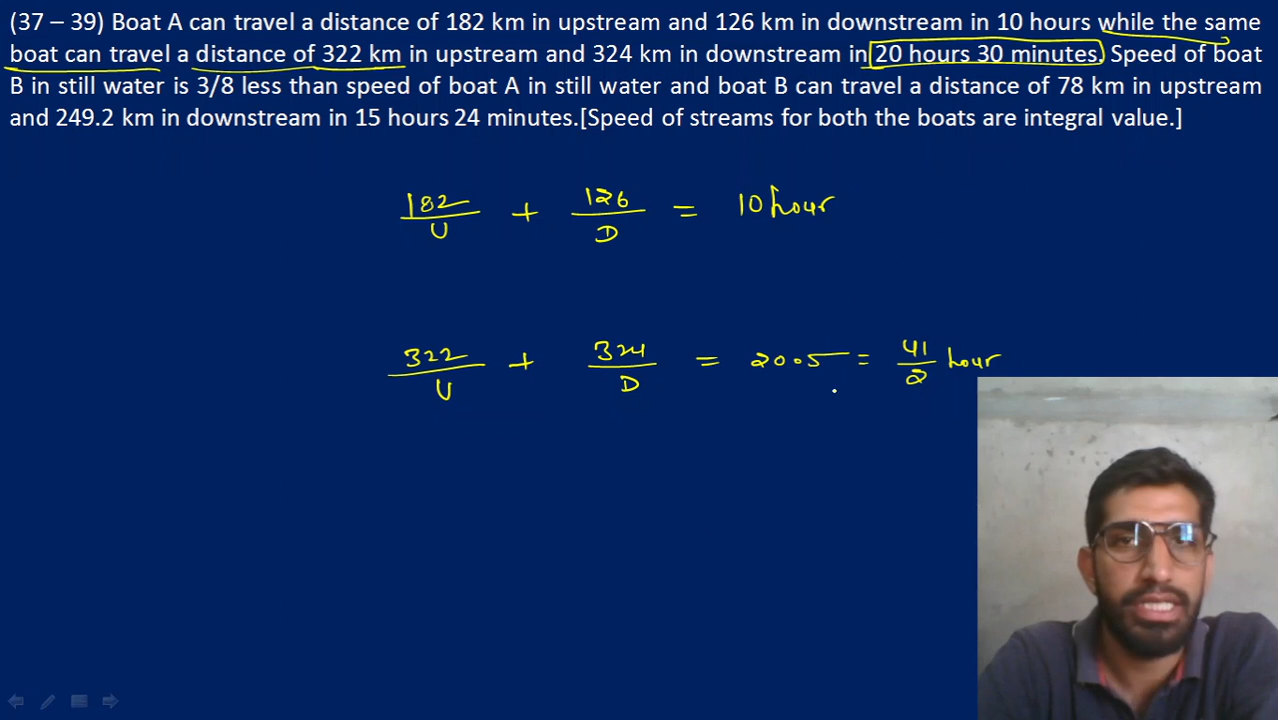 (37 – 39) Boat A can travel a distance of 182 km in upstream and 126 km in downstream in 10 hours while the same
boat can travel a distance of 322 km in upstream and 324 km in downstream in 20 hours 30 minutes. Speed of boat
B in still water is 3/8 less than speed of boat A in still water and boat B can travel a distance of 78 km in upstream
and 249.2 km in downstream in 15 hours 24 minutes.[Speed of streams for both the boats are integral value.]
182/U + 126/D = 10 hour
322/U + 324/D = 20.5 = 41/2 hour